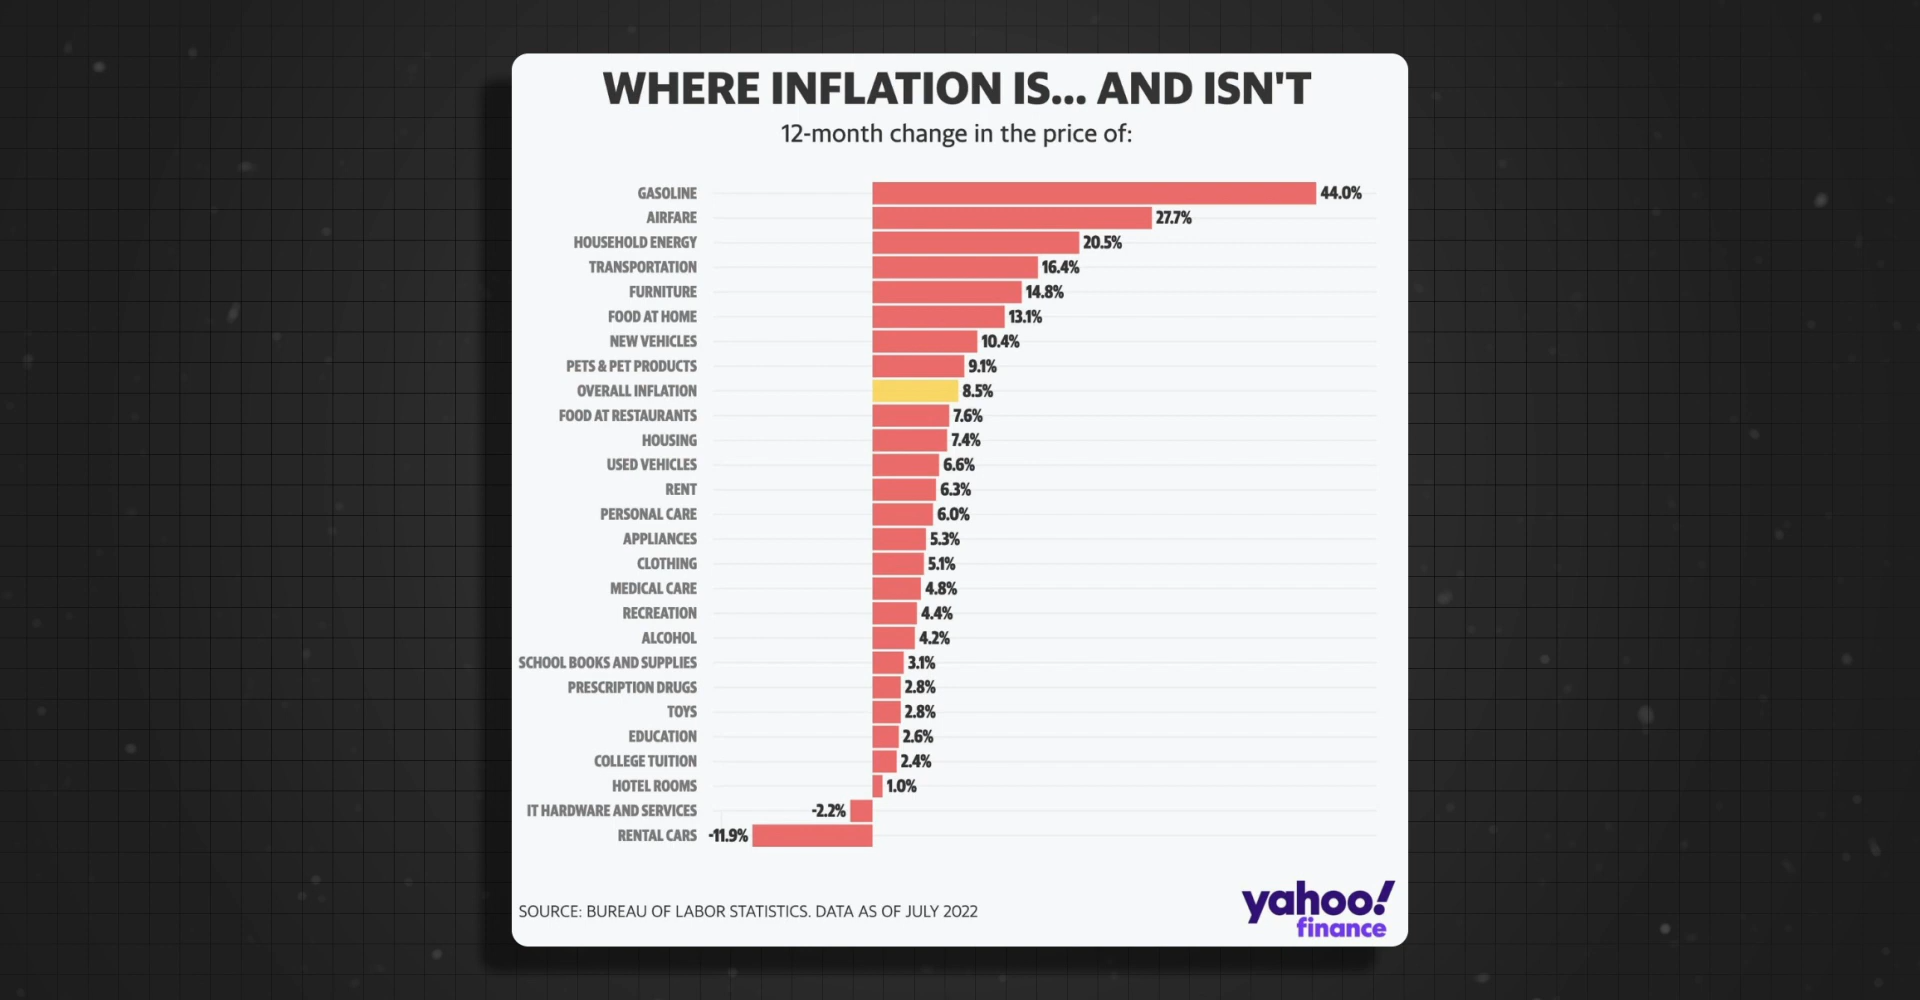 WHERE INFLATION IS... AND ISN'T
12-month change in the price of:
GASOLINE 44.0%
AIRFARE 27.7%
HOUSEHOLD ENERGY 20.5%
TRANSPORTATION 16.4%
FURNITURE 14.8%
FOOD AT HOME 13.1%
NEW VEHICLES 10.4%
PETS & PET PRODUCTS 9.1%
OVERALL INFLATION 8.5%
FOOD AT RESTAURANTS 7.6%
HOUSING 7.4%
USED VEHICLES 6.6%
RENT 6.3%
PERSONAL CARE 6.0%
APPLIANCES 5.3%
CLOTHING 5.1%
MEDICAL CARE 4.8%
RECREATION 4.4%
ALCOHOL 4.2%
SCHOOL BOOKS AND SUPPLIES 3.1%
PRESCRIPTION DRUGS 2.8%
TOYS 2.8%
EDUCATION 2.6%
COLLEGE TUITION 2.4%
HOTEL ROOMS 1.0%
IT HARDWARE AND SERVICES -2.2%
RENTAL CARS -11.9%
SOURCE: BUREAU OF LABOR STATISTICS. DATA AS OF JULY 2022
yahoo!
finance